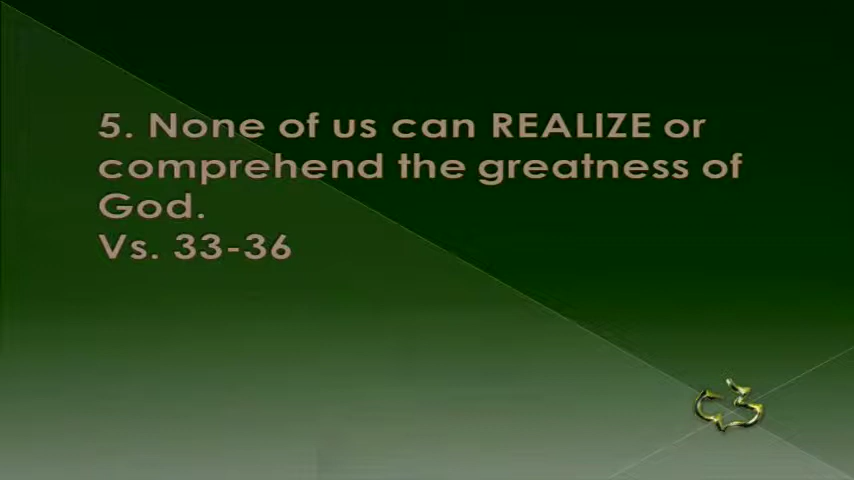 5. None of us can REALIZE or
comprehend the greatness of
God.
Vs. 33-36